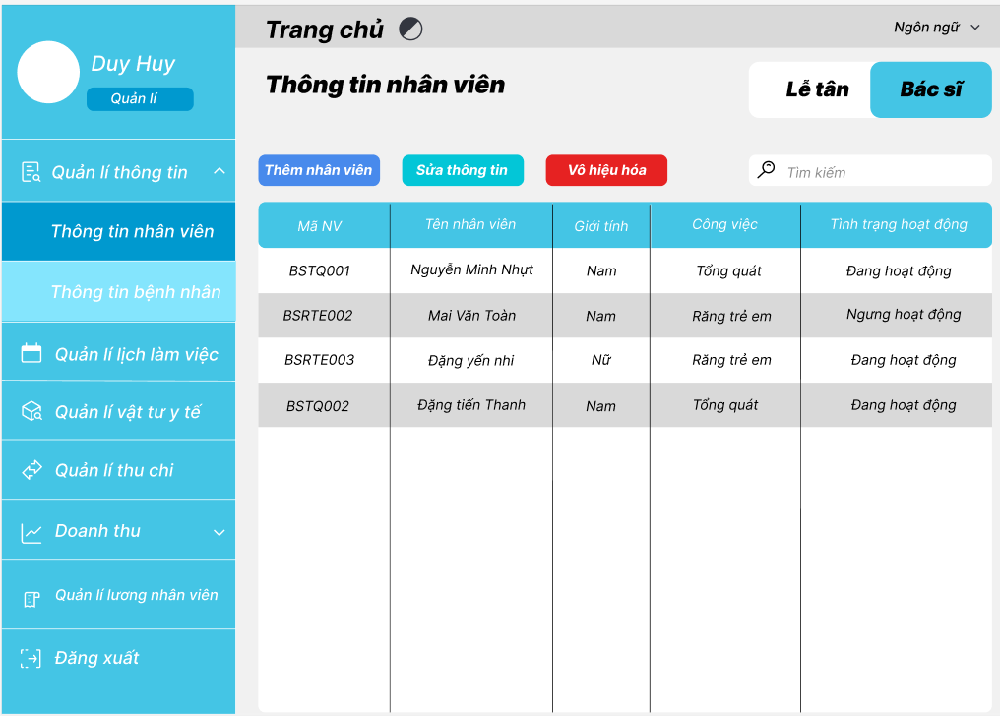 Duy Huy
Quản lí
Quản lí thông tin
Thông tin nhân viên
Thông tin bệnh nhân
Quản lí lịch làm việc
Quản lí vật tư y tế
Quản lí thu chi
Doanh thu
Quản lí lương nhân viên
Đăng xuất
Trang chủ
Ngôn ngữ
Thông tin nhân viên
Lễ tân
Bác sĩ
Thêm nhân viên
Sửa thông tin
Vô hiệu hóa
Tìm kiếm
Mã NV Tên nhân viên Giới tính Công việc Tình trạng hoạt động
BSTQ001 Nguyễn Minh Nhựt Nam Tổng quát Đang hoạt động
BSRTE002 Mai Văn Toàn Nam Răng trẻ em Ngưng hoạt động
BSRTE003 Đặng yến nhi Nữ Răng trẻ em Đang hoạt động
BSTQ002 Đặng tiến Thanh Nam Tổng quát Đang hoạt động